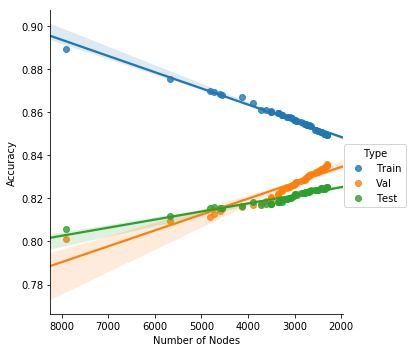 0.90
0.88
0.86
0.84
0.82
0.80
0.78
Accuracy
8000 7000 6000 5000 4000 3000 2000
Number of Nodes
Type
Train
Val
Test